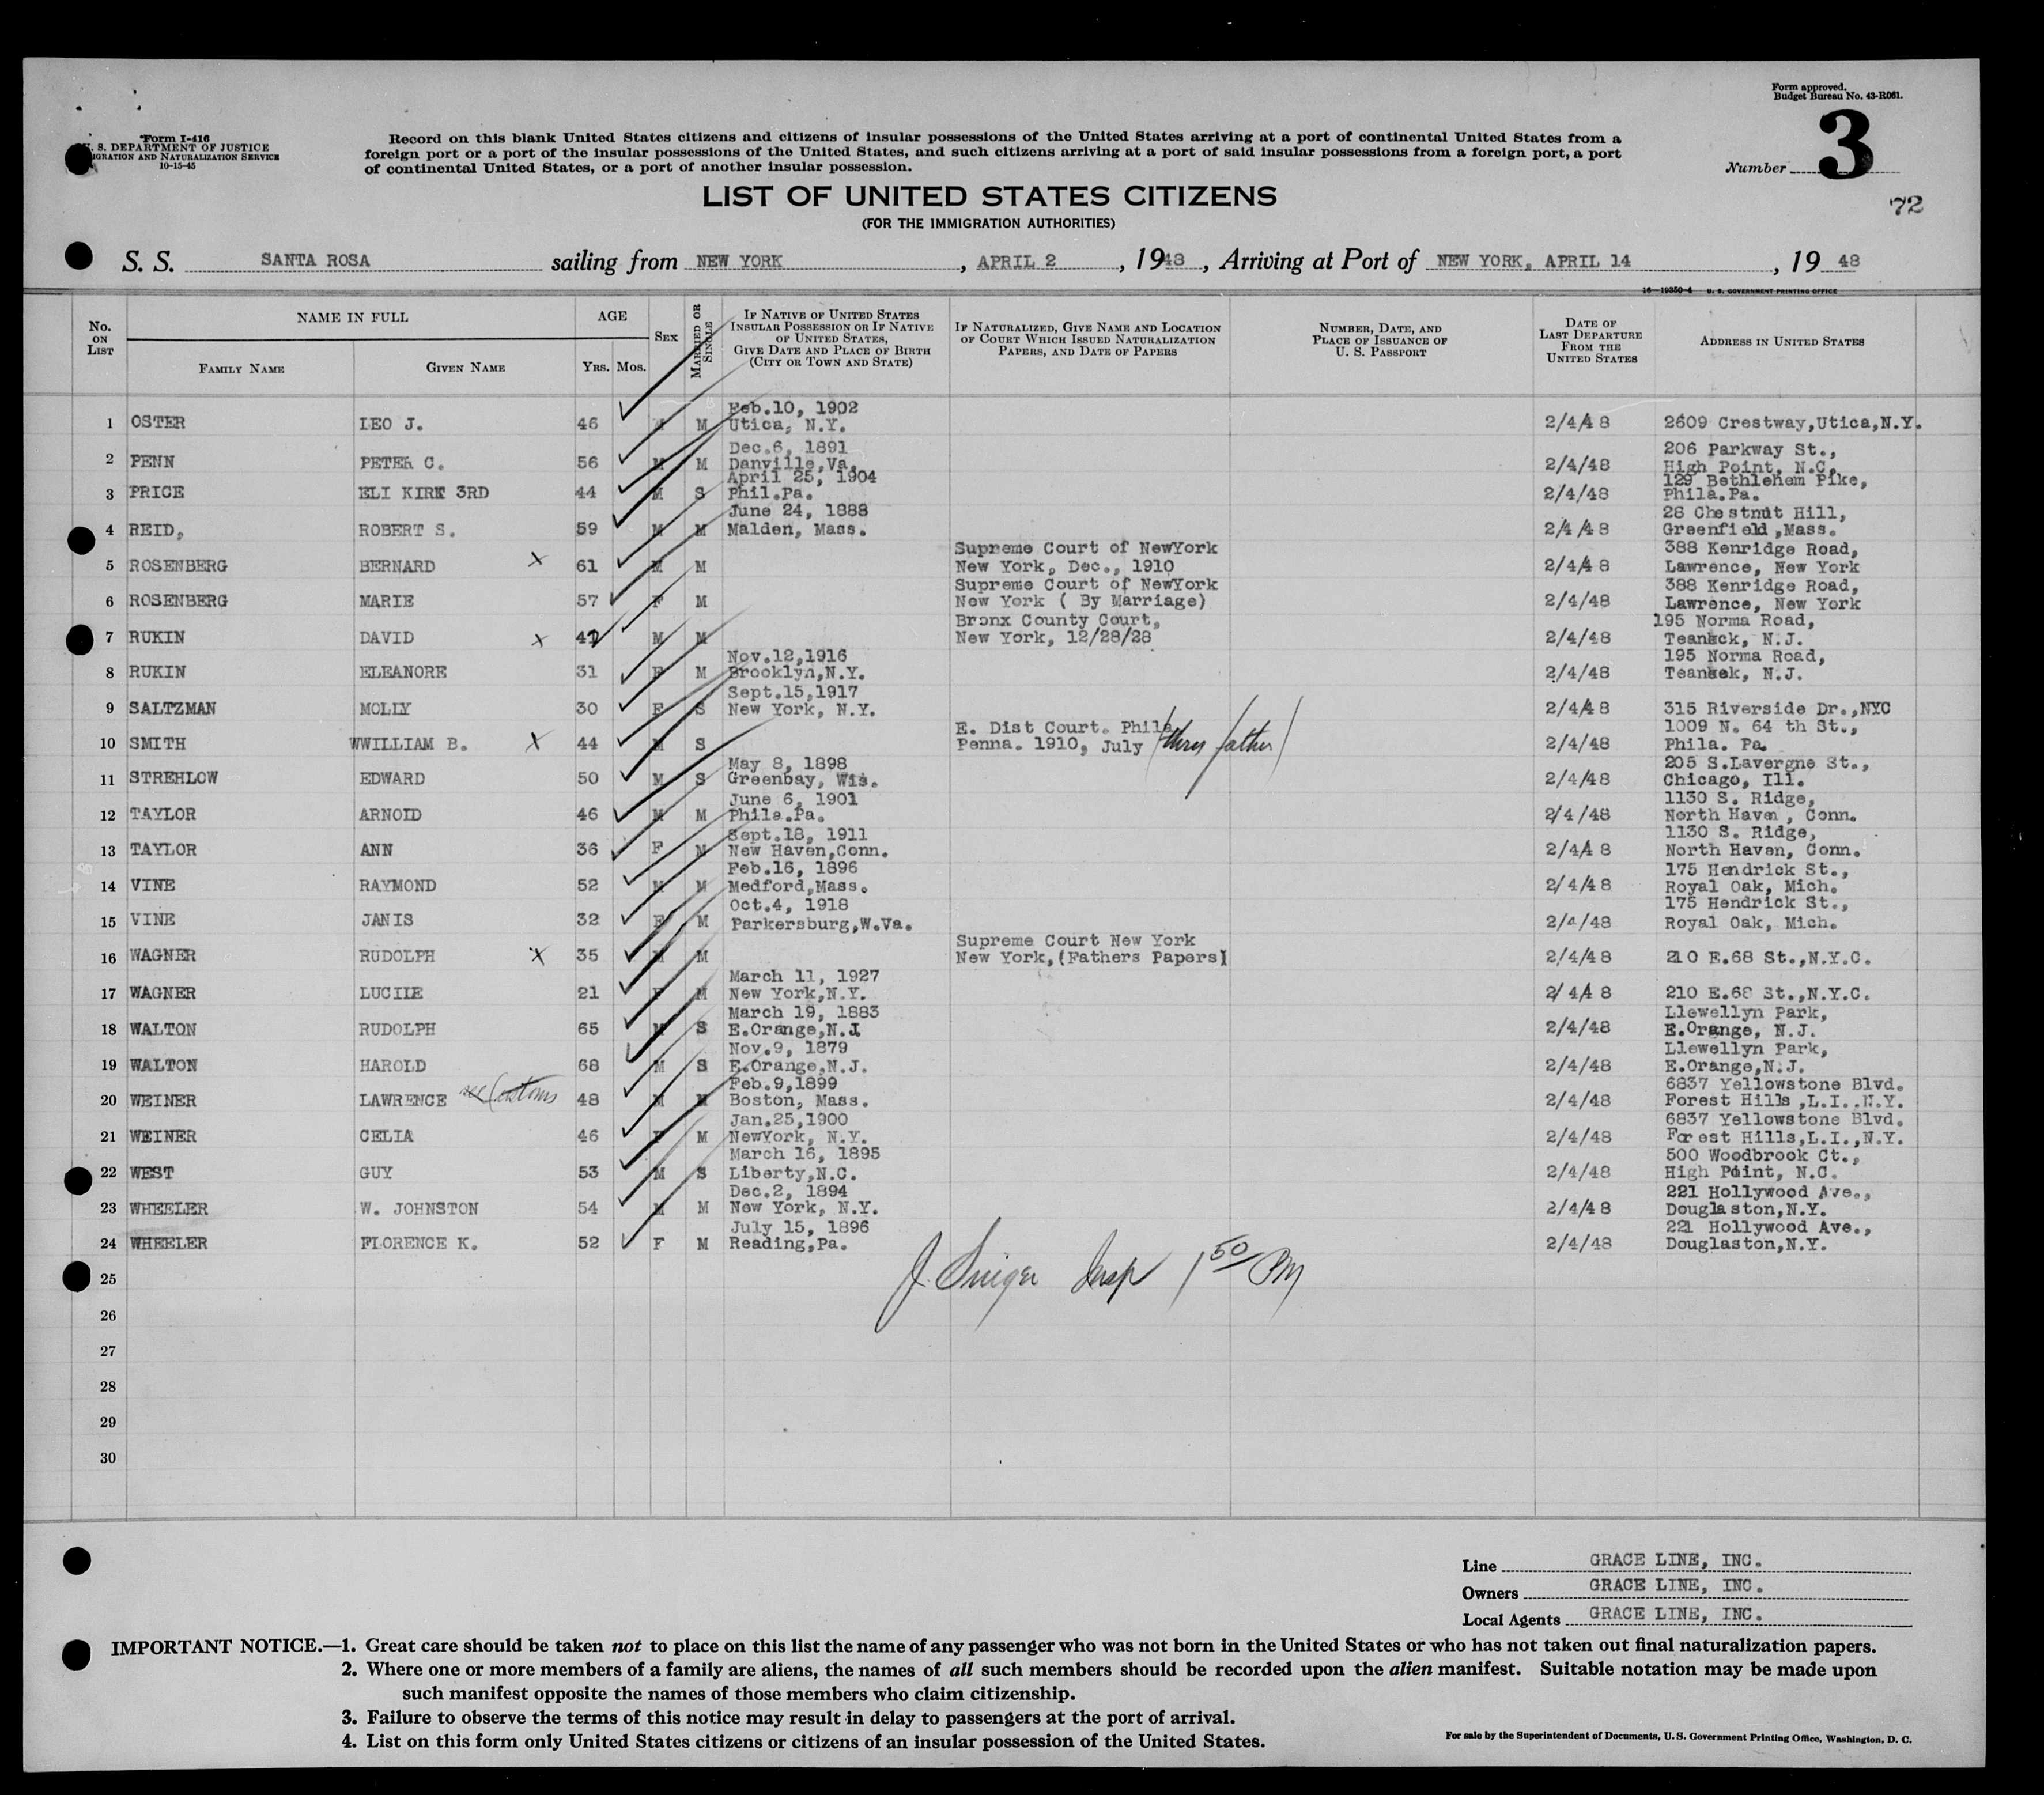 Form approved.
Budget Bureau No. 43-R061.
Form I-416
S. DEPARTMENT OF JUSTICE
IGRATION AND NATURALIZATION SERVICE
10-15-45
Record on this blank United States citizens and citizens of insular possessions of the United States arriving at a port of continental United States from a
foreign port or a port of the insular possessions of the United States, and such citizens arriving at a port of said insular possessions from a foreign port, a port
of continental United States, or a port of another insular possession.
Number 3
LIST OF UNITED STATES CITIZENS
72
(FOR THE IMMIGRATION AUTHORITIES)
S. S. SANTA ROSA sailing from NEW YORK, APRIL 2, 1948, Arriving at Port of NEW YORK, APRIL 14, 1948
16—19350-4 U. S. GOVERNMENT PRINTING OFFICE
No. ON LIST
NAME IN FULL
FAMILY NAME
GIVEN NAME
AGE
YRS. MOS.
SEX
MARRIED OR SINGLE
IF NATIVE OF UNITED STATES INSULAR POSSESSION OR IF NATIVE OF UNITED STATES, GIVE DATE AND PLACE OF BIRTH (CITY OR TOWN AND STATE)
IF NATURALIZED, GIVE NAME AND LOCATION OF COURT WHICH ISSUED NATURALIZATION PAPERS, AND DATE OF PAPERS
NUMBER, DATE, AND PLACE OF ISSUANCE OF U. S. PASSPORT
DATE OF LAST DEPARTURE FROM THE UNITED STATES
ADDRESS IN UNITED STATES
1 OSTER LEO J. 46 M Feb.10, 1902 Utica, N.Y. 2/4/48 2609 Crestway,Utica,N.Y.
2 PENN PETER C. 56 M M Dec.6, 1891 Danville,Va. 2/4/48 206 Parkway St., High Point, N.C.
3 PRICE ELI KIRK 3RD 44 M S April 25, 1904 Phil.Pa. 2/4/48 129 Bethlehem Pike, Phila.Pa.
4 REID, ROBERT S. 59 M M June 24, 1888 Malden, Mass. 2/4/48 28 Chestnut Hill, Greenfield,Mass.
5 ROSENBERG BERNARD X 61 M M Supreme Court of NewYork New York, Dec., 1910 2/4/48 388 Kenridge Road, Lawrence, New York
6 ROSENBERG MARIE 57 F M Supreme Court of NewYork New York ( By Marriage) 2/4/48 388 Kenridge Road, Lawrence, New York
7 RUKIN DAVID X 42 M M Bronx County Court, New York, 12/28/28 2/4/48 195 Norma Road, Teaneck, N.J.
8 RUKIN ELEANORE 31 F M Nov.12,1916 Brooklyn,N.Y. 2/4/48 195 Norma Road, Teaneek, N.J.
9 SALTZMAN MOLLY 30 F S Sept.15,1917 New York, N.Y. 2/4/48 315 Riverside Dr.,NYC
10 SMITH WWILLIAM B. X 44 M S E. Dist Court. Phila Penna. 1910, July (thru father) 2/4/48 1009 N. 64 th St., Phila. Pa.
11 STREHLOW EDWARD 50 M S May 8, 1898 Greenbay, Wis. 2/4/48 205 S.Lavergne St., Chicago, Ill.
12 TAYLOR ARNOLD 46 M M June 6, 1901 Phila.Pa. 2/4/48 1130 S. Ridge, North Haven, Conn.
13 TAYLOR ANN 36 F M Sept.18, 1911 New Haven,Conn. 2/4/48 1130 S. Ridge, North Haven, Conn.
14 VINE RAYMOND 52 M M Feb.16, 1896 Medford,Mass. 2/4/48 175 Hendrick St., Royal Oak, Mich.
15 VINE JANIS 32 F M Oct.4, 1918 Parkersburg,W.Va. 2/4/48 175 Hendrick St., Royal Oak, Mich.
16 WAGNER RUDOLPH X 35 M M Supreme Court New York New York,(Fathers Papers) 2/4/48 210 E.68 St.,N.Y.C.
17 WAGNER LUCILE 21 F M March 11, 1927 New York,N.Y. 2/4/48 210 E.68 St.,N.Y.C.
18 WALTON RUDOLPH 65 M S March 19, 1883 E.Orange,N.J 2/4/48 Llewellyn Park, E.Orange, N.J.
19 WALTON HAROLD 68 M S Nov.9, 1879 E.Orange,N.J. 2/4/48 Llewellyn Park, E.Orange,N.J.
20 WEINER LAWRENCE see Customs 48 M M Feb.9,1899 Boston, Mass. 2/4/48 6837 Yellowstone Blvd. Forest Hills,L.I..N.Y.
21 WEINER CELIA 46 F M Jan.25,1900 NewYork, N.Y. 2/4/48 6837 Yellowstone Blvd. Forest Hills,L.I.,N.Y.
22 WEST GUY 53 M S March 16, 1895 Liberty,N.C. 2/4/48 500 Woodbrook Ct., High Point, N.C.
23 WHEELER W. JOHNSTON 54 M M Dec.2, 1894 New York, N.Y. 2/4/48 221 Hollywood Ave., Douglaston,N.Y.
24 WHEELER FLORENCE K. 52 F M July 15, 1896 Reading,Pa. 2/4/48 221 Hollywood Ave., Douglaston,N.Y.
25 J. Singer Insp 1 50 PM
26
27
28
29
30
Line GRACE LINE, INC.
Owners GRACE LINE, INC.
Local Agents GRACE LINE, INC.
IMPORTANT NOTICE.—1. Great care should be taken not to place on this list the name of any passenger who was not born in the United States or who has not taken out final naturalization papers.
2. Where one or more members of a family are aliens, the names of all such members should be recorded upon the alien manifest. Suitable notation may be made upon
such manifest opposite the names of those members who claim citizenship.
3. Failure to observe the terms of this notice may result in delay to passengers at the port of arrival.
4. List on this form only United States citizens or citizens of an insular possession of the United States.
For sale by the Superintendent of Documents, U. S. Government Printing Office, Washington, D. C.